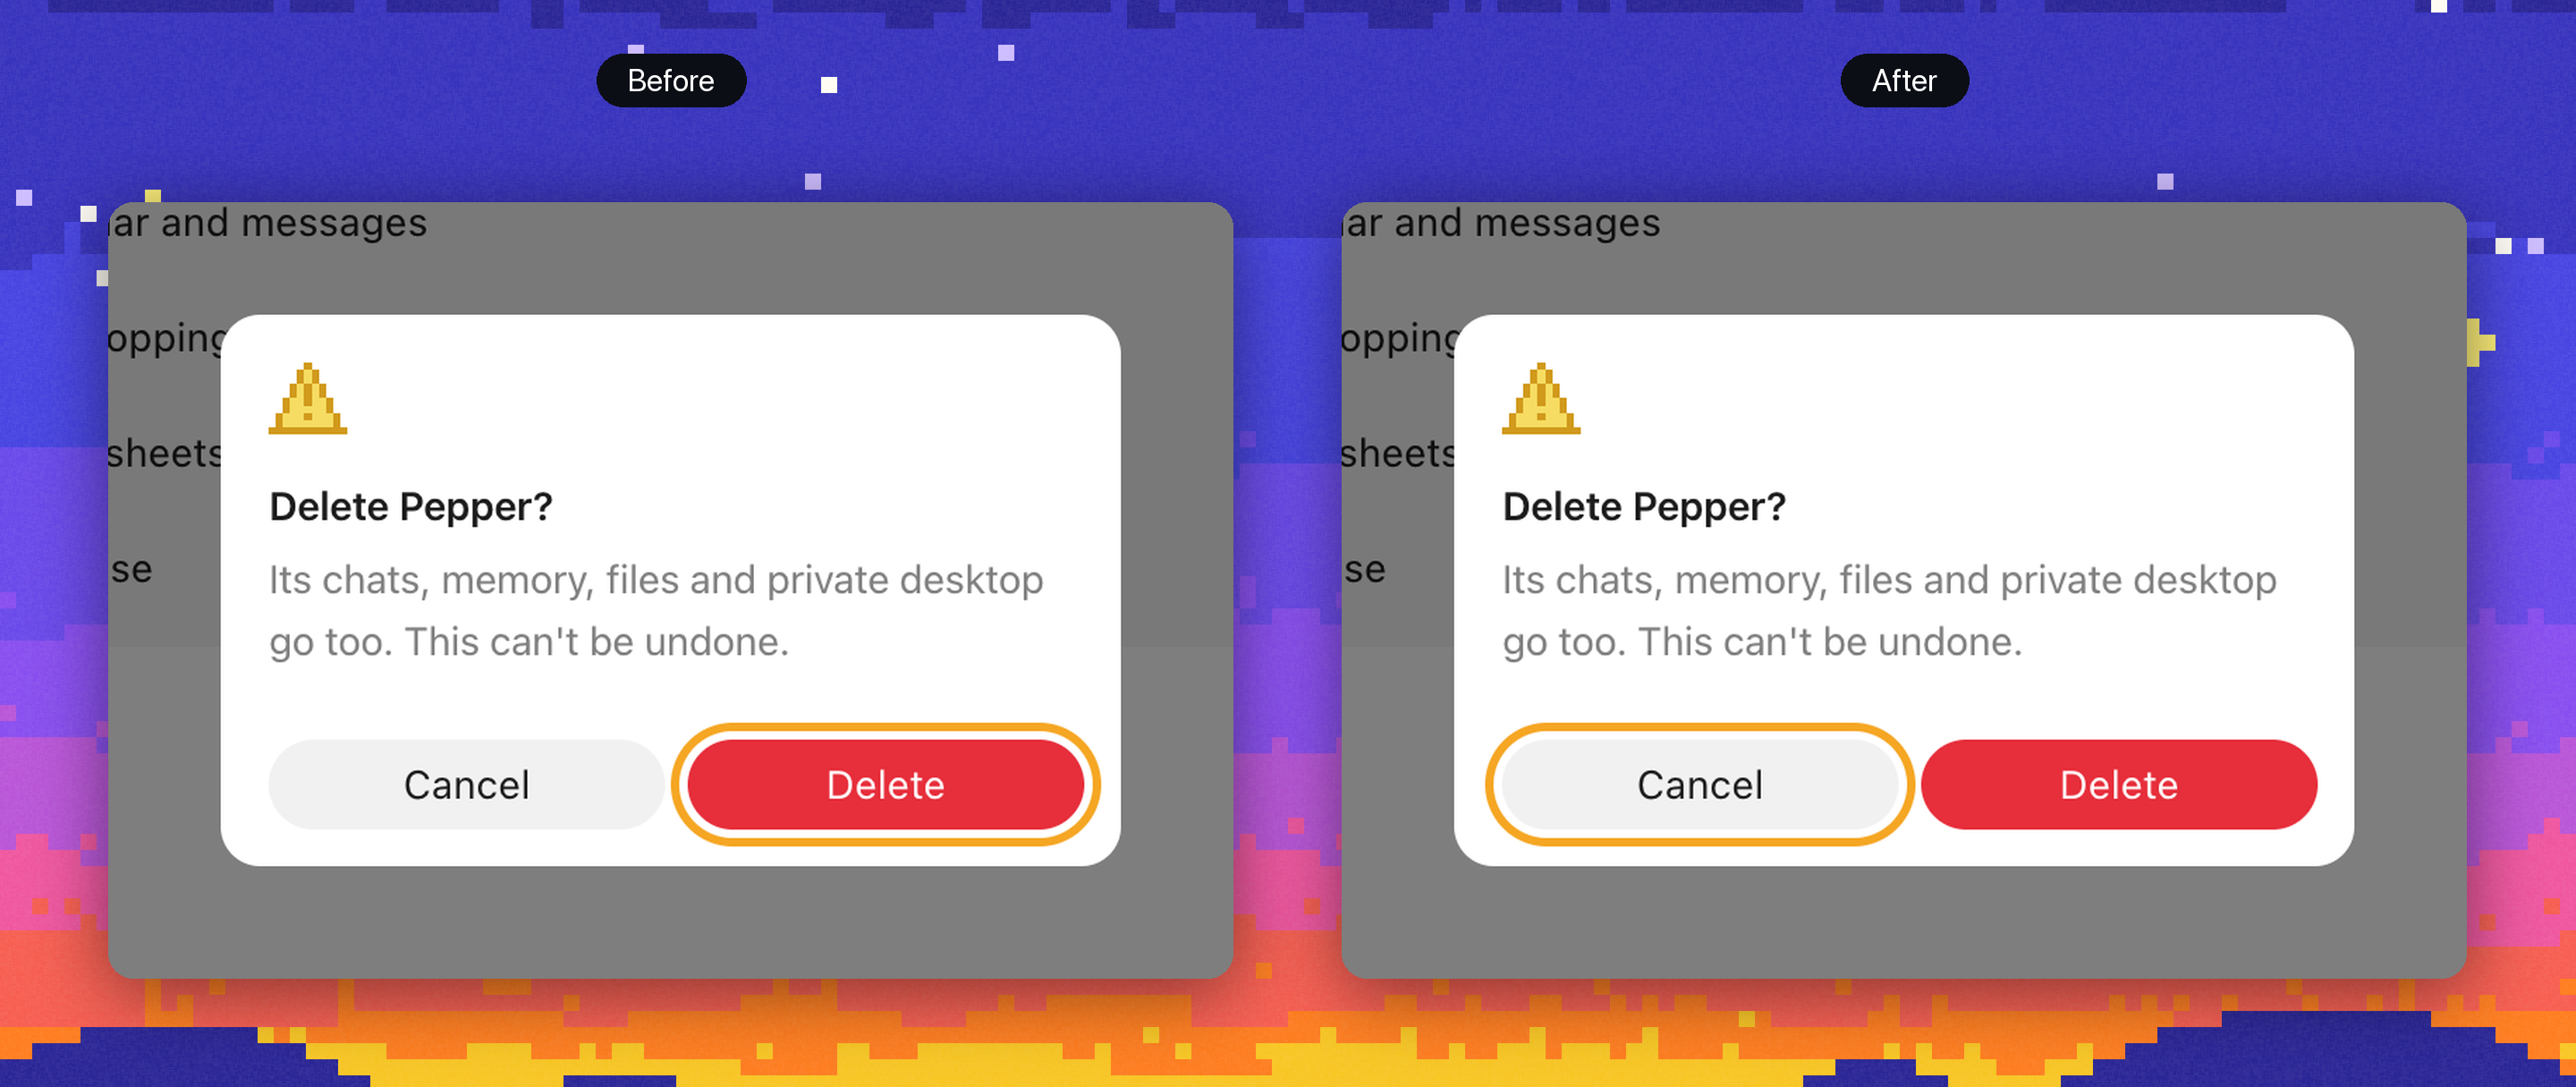 Before
ar and messages
opping
sheets
se
Delete Pepper?
Its chats, memory, files and private desktop
go too. This can't be undone.
Cancel
Delete
After
ar and messages
opping
sheets
se
Delete Pepper?
Its chats, memory, files and private desktop
go too. This can't be undone.
Cancel
Delete